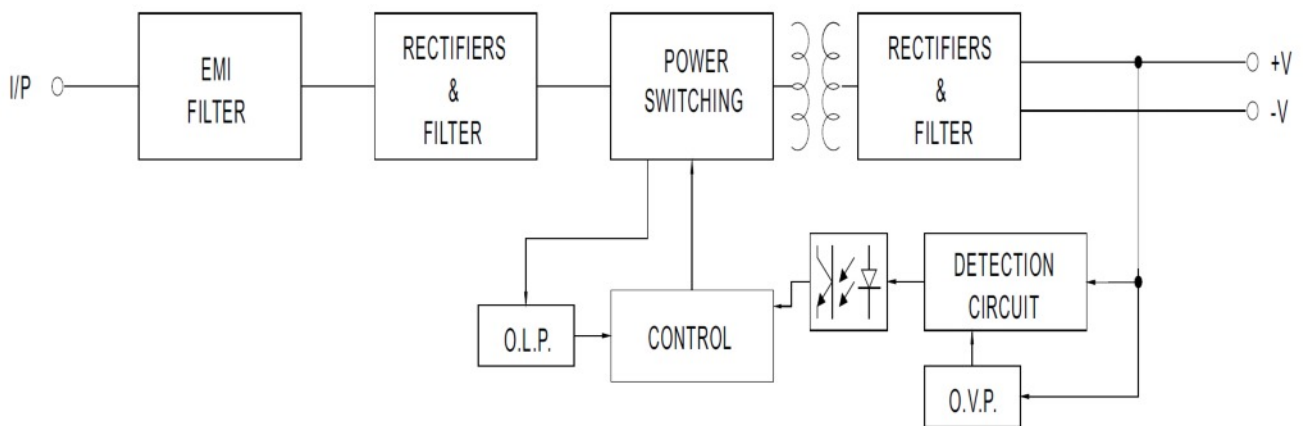 I/P
EMI
FILTER
RECTIFIERS
&
FILTER
POWER
SWITCHING
RECTIFIERS
&
FILTER
+V
-V
DETECTION
CIRCUIT
O.L.P.
CONTROL
O.V.P.